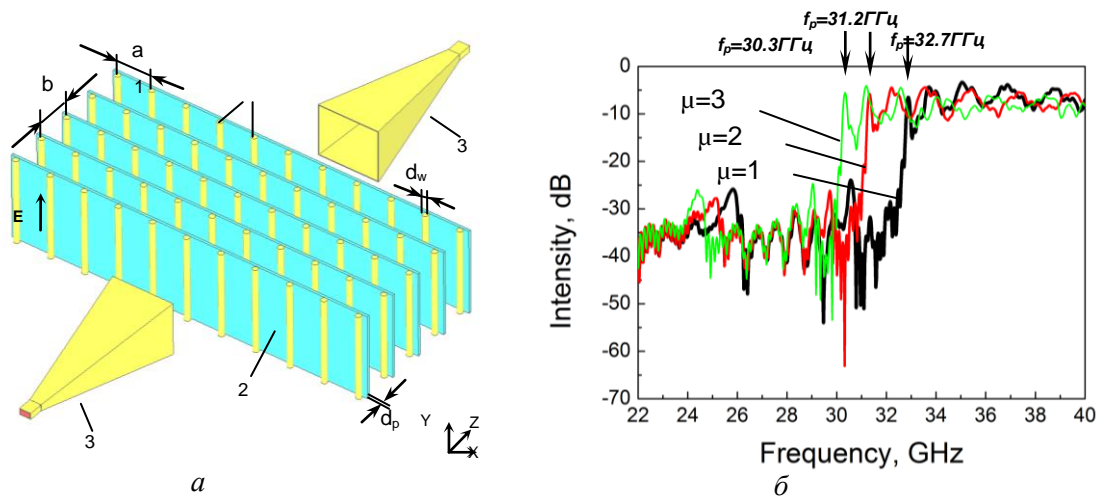 a
1
b
3
d_w
E
2
3
d_p
Y
Z
X
а
f_p=31.2ГГц
f_p=30.3ГГц
f_p=32.7ГГц
0
-10
-20
-30
-40
-50
-60
-70
Intensity, dB
μ=3
μ=2
μ=1
22 24 26 28 30 32 34 36 38 40
Frequency, GHz
б